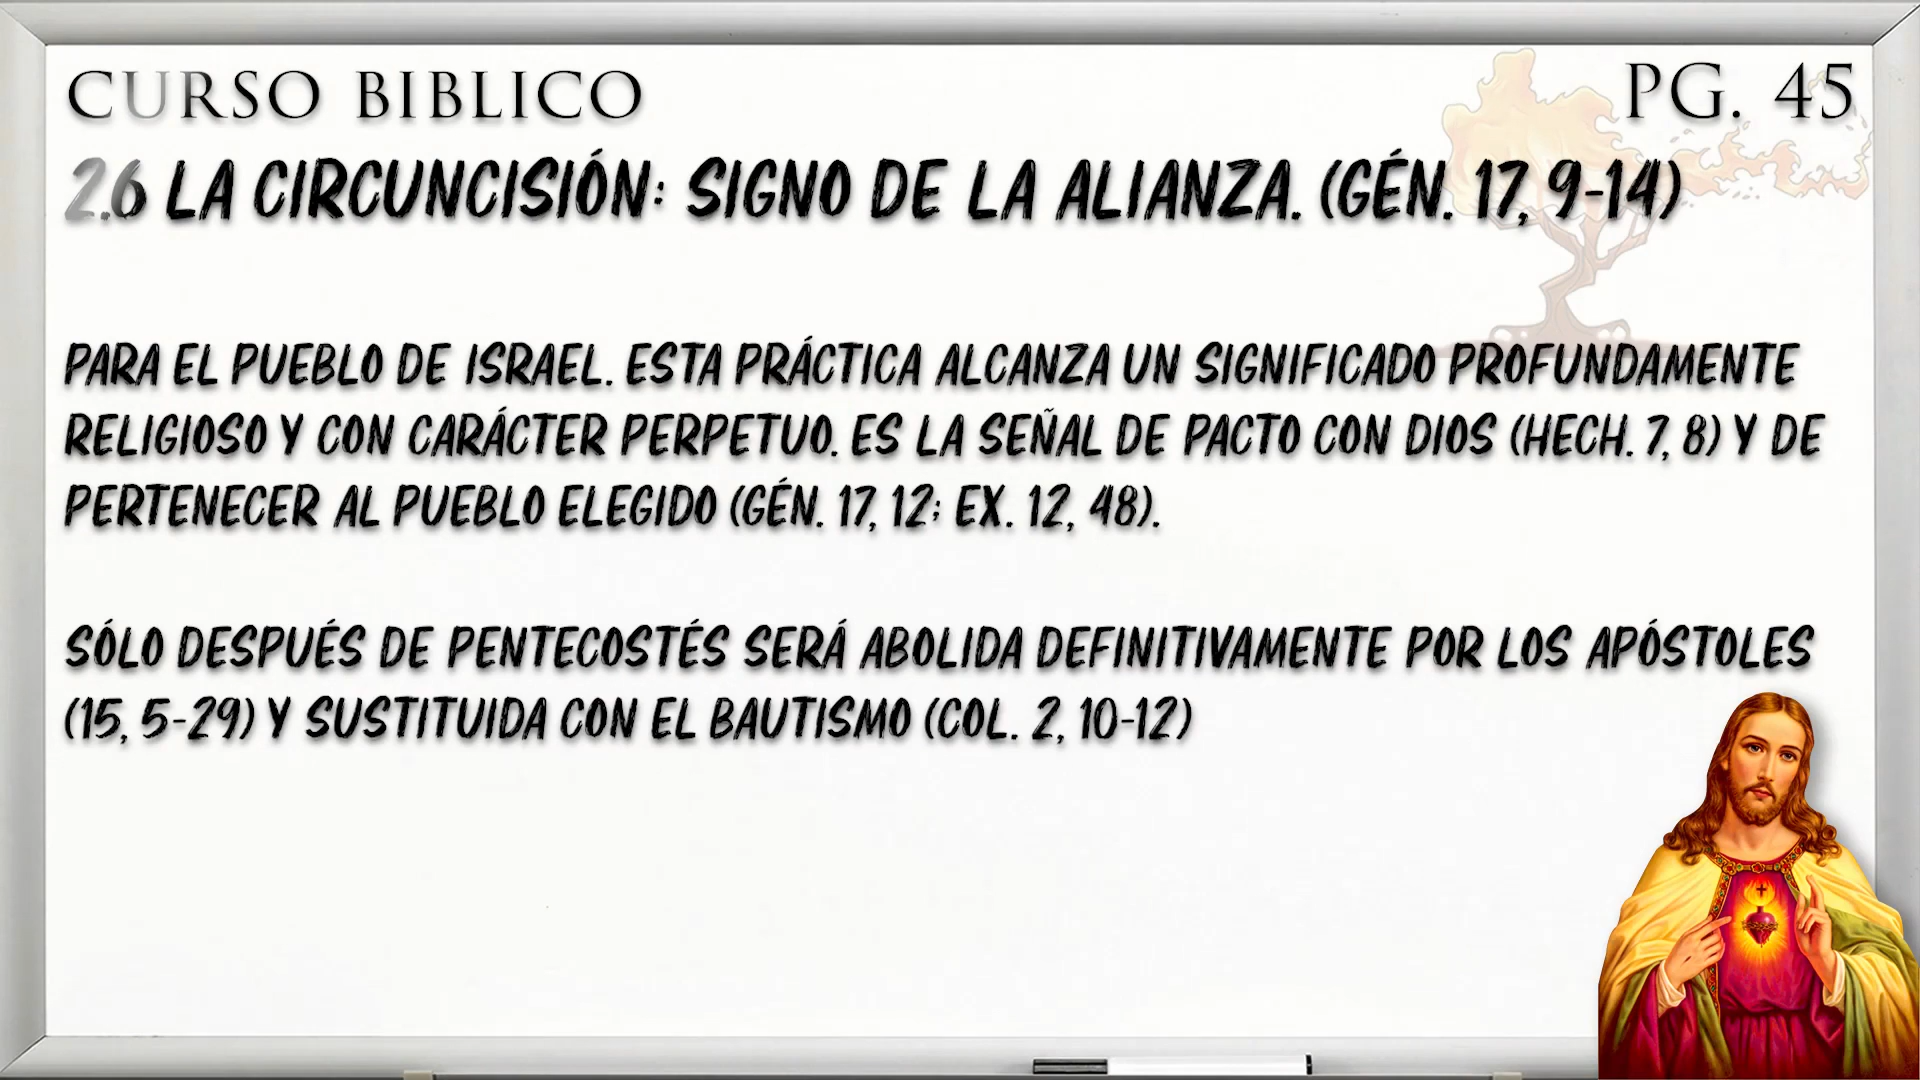 CURSO BIBLICO
PG. 45
2.6 LA CIRCUNCISIÓN: SIGNO DE LA ALIANZA. (GÉN. 17, 9-14)
PARA EL PUEBLO DE ISRAEL. ESTA PRÁCTICA ALCANZA UN SIGNIFICADO PROFUNDAMENTE
RELIGIOSO Y CON CARÁCTER PERPETUO. ES LA SEÑAL DE PACTO CON DIOS (HECH. 7, 8) Y DE
PERTENECER AL PUEBLO ELEGIDO (GÉN. 17, 12; EX. 12, 48).
SÓLO DESPUÉS DE PENTECOSTÉS SERÁ ABOLIDA DEFINITIVAMENTE POR LOS APÓSTOLES
(15, 5-29) Y SUSTITUIDA CON EL BAUTISMO (COL. 2, 10-12)